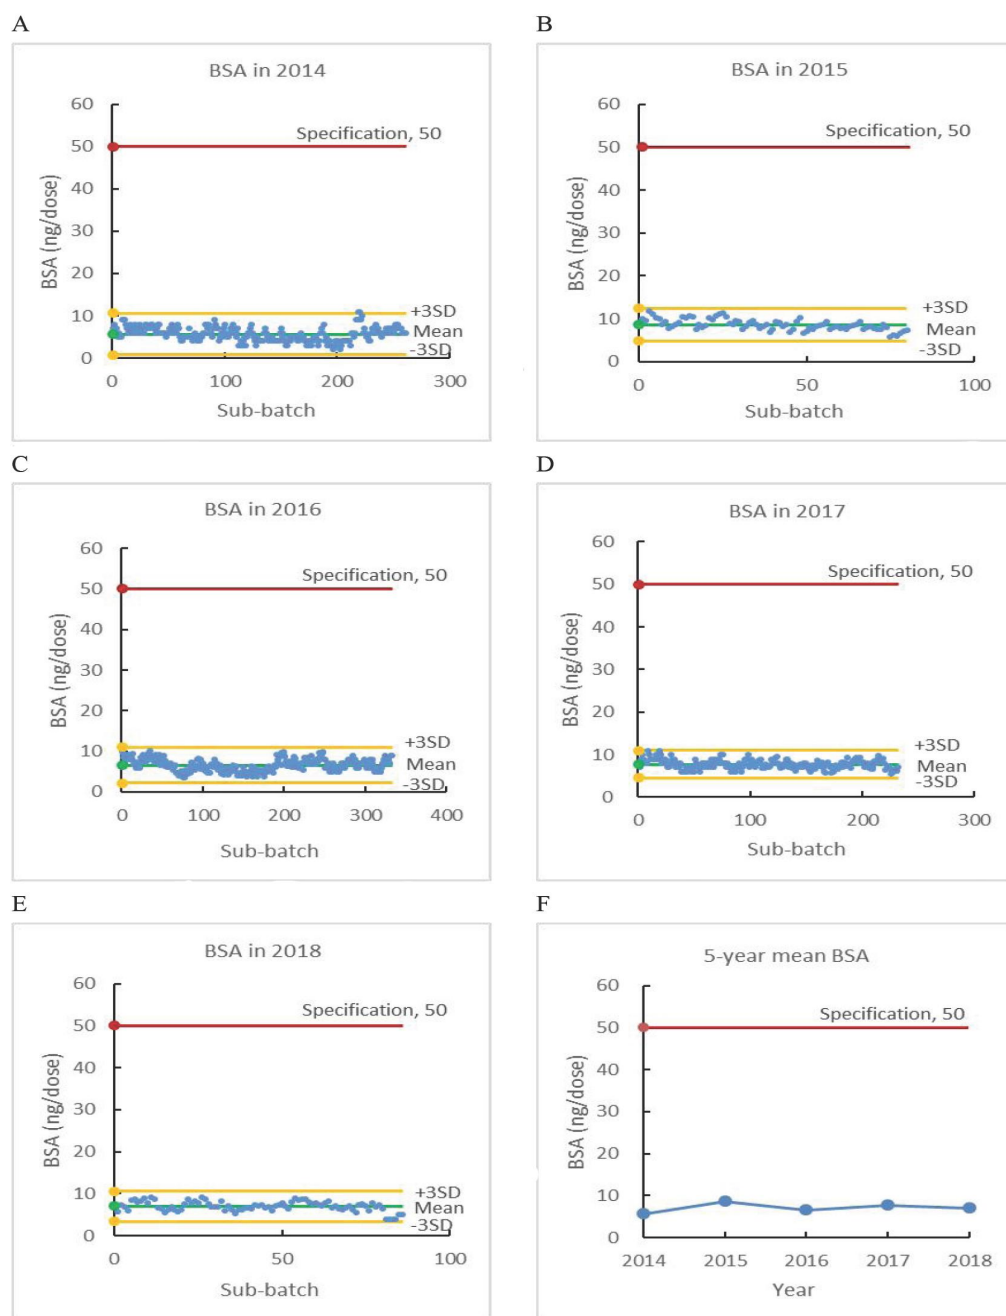 A
BSA in 2014
60
50
40
30
20
10
0
BSA (ng/dose)
Specification, 50
+3SD
Mean
-3SD
0 100 200 300
Sub-batch
B
BSA in 2015
60
50
40
30
20
10
0
BSA (ng/dose)
Specification, 50
+3SD
Mean
-3SD
0 50 100
Sub-batch
C
BSA in 2016
60
50
40
30
20
10
0
BSA (ng/dose)
Specification, 50
+3SD
Mean
-3SD
0 100 200 300 400
Sub-batch
D
BSA in 2017
60
50
40
30
20
10
0
BSA (ng/dose)
Specification, 50
+3SD
Mean
-3SD
0 100 200 300
Sub-batch
E
BSA in 2018
60
50
40
30
20
10
0
BSA (ng/dose)
Specification, 50
+3SD
Mean
-3SD
0 50 100
Sub-batch
F
5-year mean BSA
60
50
40
30
20
10
0
BSA (ng/dose)
Specification, 50
2014 2015 2016 2017 2018
Year